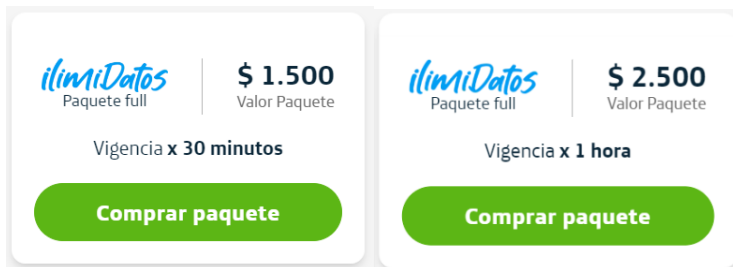 ilimiDatos
Paquete full
$ 1.500
Valor Paquete
Vigencia x 30 minutos
Comprar paquete
ilimiDatos
Paquete full
$ 2.500
Valor Paquete
Vigencia x 1 hora
Comprar paquete